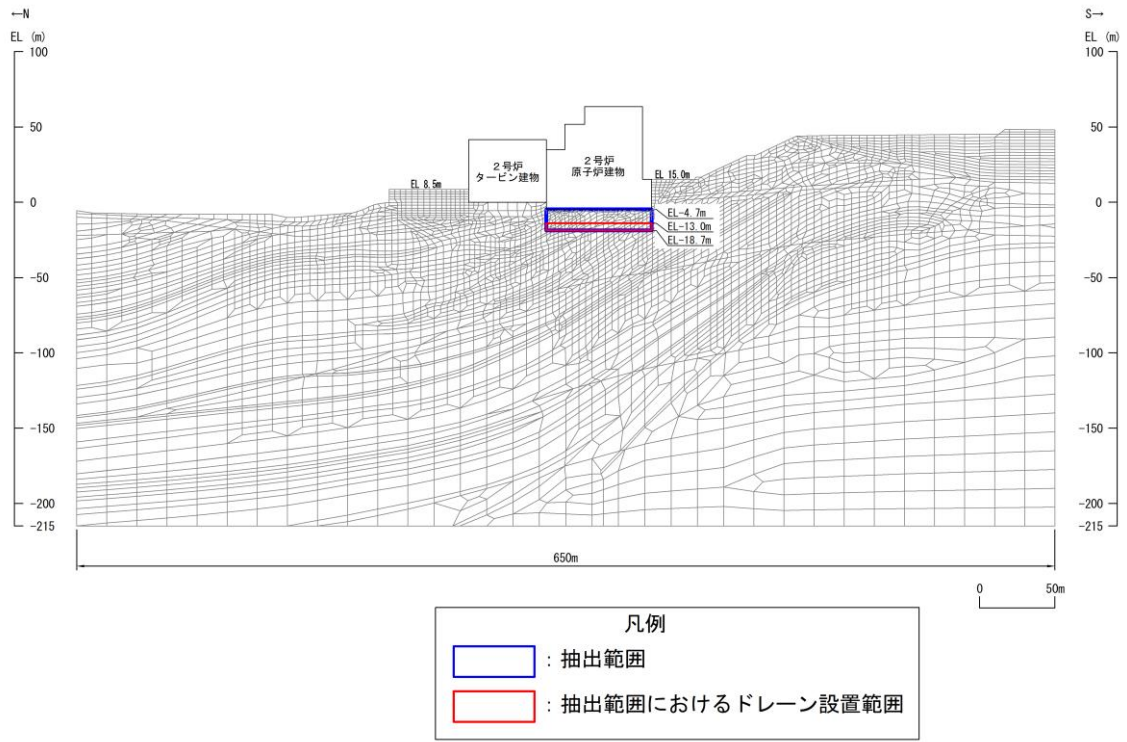 ←N
S→
EL (m)
EL (m)
100
100
50
50
2号炉
タービン建物
2号炉
原子炉建物
EL 8.5m
EL 15.0m
0
0
EL-4.7m
EL-13.0m
EL-18.7m
-50
-50
-100
-100
-150
-150
-200
-200
-215
-215
650m
0
50m
凡例
：抽出範囲
：抽出範囲におけるドレーン設置範囲